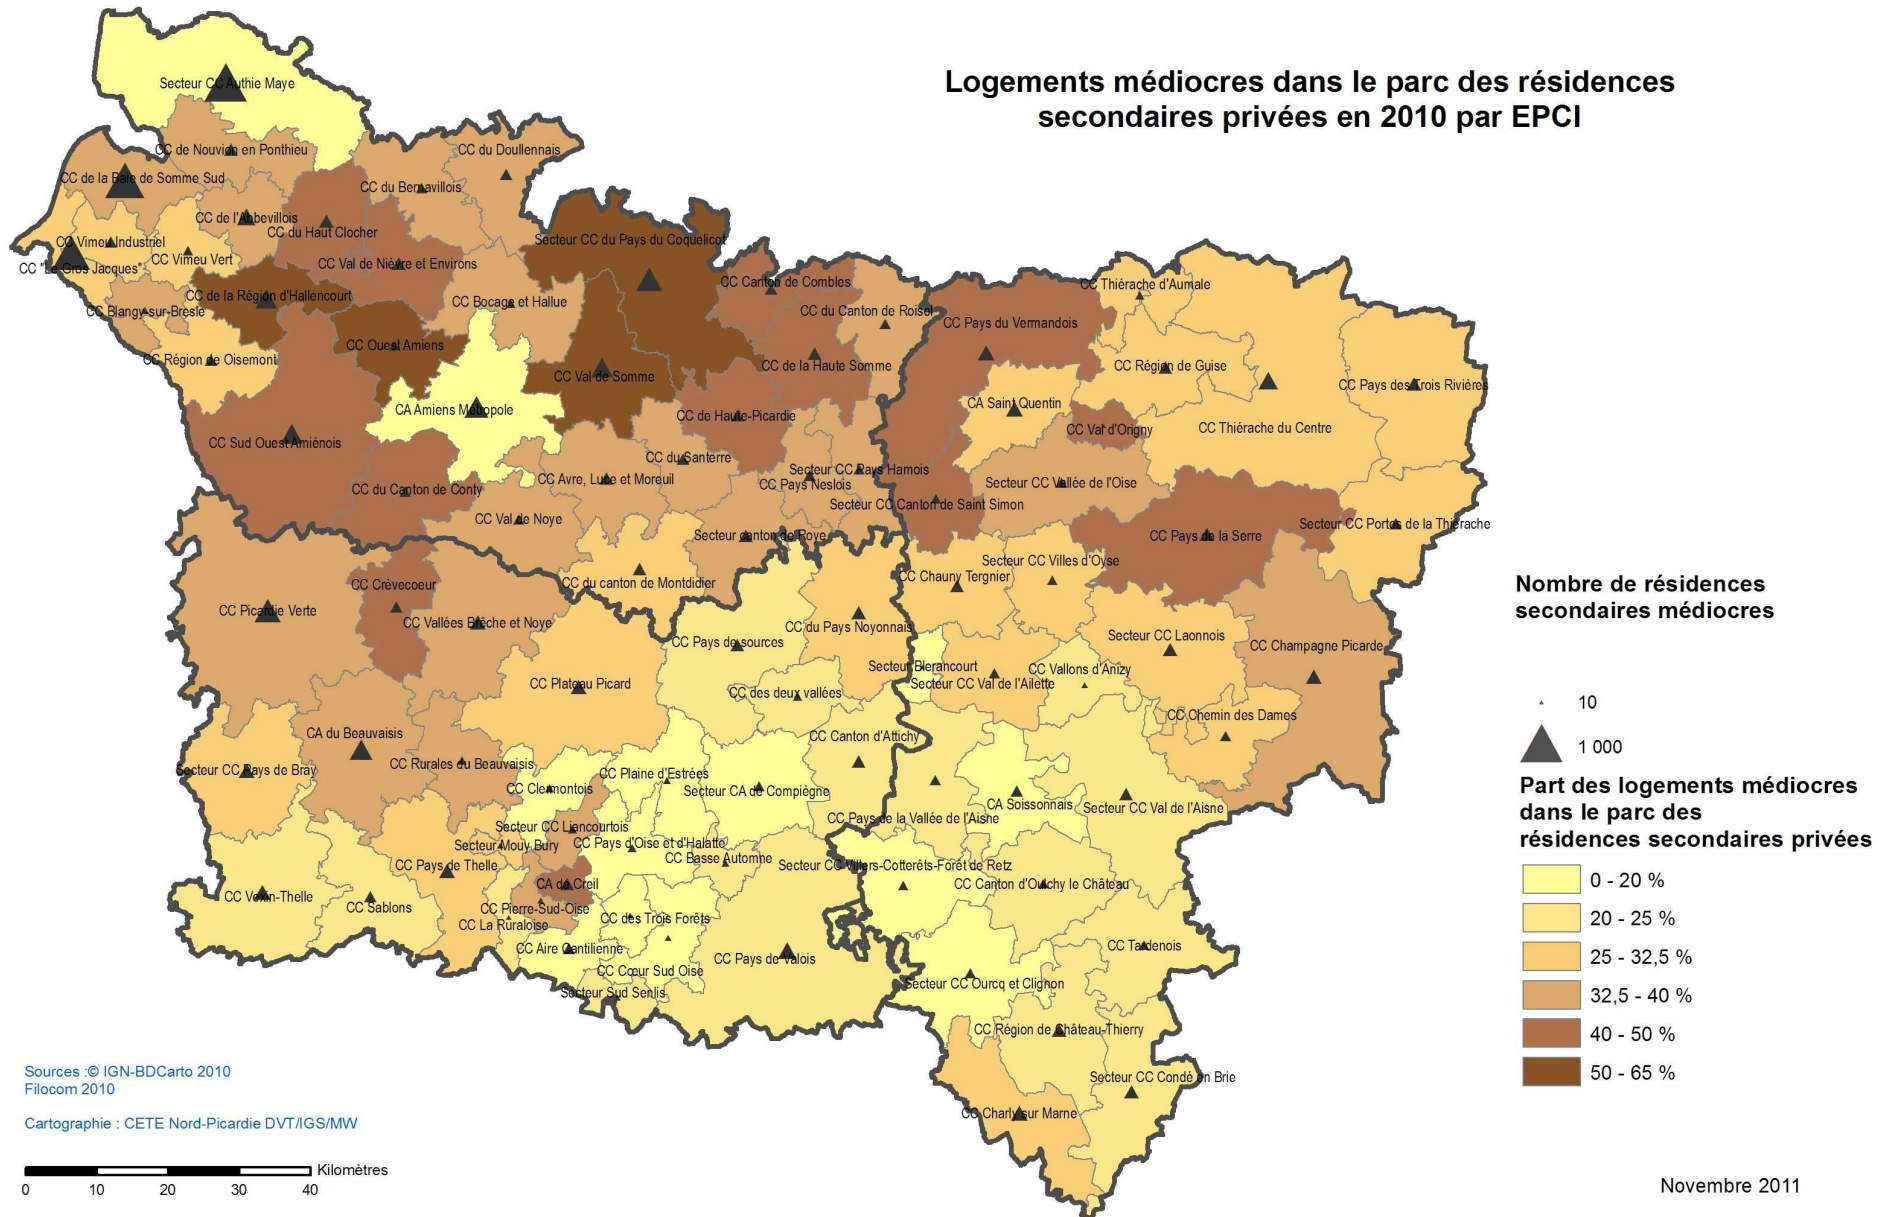 Logements médiocres dans le parc des résidences
secondaires privées en 2010 par EPCI
Secteur CC Authie Maye
CC de Nouvion en Ponthieu
CC du Doullennais
CC de la Baie de Somme Sud
CC du Bernavillois
CC de l'Abbevillois
CC du Haut Clocher
CC Vimeu Industriel
CC Vimeu Vert
CC "Le Gros Jacques"
CC Val de Nièvre et Environs
Secteur CC du Pays du Coquelicot
CC de la Région d'Hallencourt
CC Bocage et Hallue
CC Canton de Combles
CC Blangy-sur-Bresle
CC du Canton de Roisel
CC Thiérache d'Aumale
CC Pays du Vermandois
CC Ouest Amiens
CC Région de Oisemont
CC de la Haute Somme
CC Région de Guise
CC Val de Somme
CC Pays des Trois Rivières
CA Amiens Métropole
CC de Haute-Picardie
CA Saint Quentin
CC Val d'Origny
CC Thiérache du Centre
CC Sud Ouest Amiénois
CC du Santerre
Secteur CC Pays Hamois
CC Avre, Luce et Moreuil
CC Pays Neslois
Secteur CC Vallée de l'Oise
CC du Canton de Conty
Secteur CC Canton de Saint Simon
CC Val de Noye
Secteur CC Portes de la Thiérache
Secteur canton de Roye
CC Pays de la Serre
Secteur CC Villes d'Oyse
CC Chauny Tergnier
CC Crèvecoeur
CC du canton de Montdidier
CC Picardie Verte
CC Vallées Brèche et Noye
CC du Pays Noyonnais
CC Pays de sources
Secteur CC Laonnois
CC Champagne Picarde
Secteur Blerancourt
CC Vallons d'Anizy
CC Plateau Picard
Secteur CC Val de l'Ailette
CC des deux vallées
CC Chemin des Dames
CA du Beauvaisis
CC Canton d'Attichy
CC Rurales du Beauvaisis
Secteur CC Pays de Bray
CC Plaine d'Estrées
CC Clermontois
Secteur CA de Compiègne
CA Soissonnais
Secteur CC Val de l'Aisne
CC Pays de la Vallée de l'Aisne
Secteur CC Liancourtois
Secteur Mouy Bury
CC Pays d'Oise et d'Halatte
CC Basse Automne
CC Pays de Thelle
Secteur CC Villers-Cotterêts-Forêt de Retz
CA de Creil
CC Canton d'Oulchy le Château
CC Vexin-Thelle
CC Sablons
CC Pierre-Sud-Oise
CC La Ruraloise
CC des Trois Forêts
CC Aire Cantilienne
CC Tardenois
CC Pays de Valois
CC Cœur Sud Oise
Secteur CC Ourcq et Clignon
Secteur Sud Senlis
CC Région de Château-Thierry
Secteur CC Condé en Brie
CC Charly sur Marne
Nombre de résidences
secondaires médiocres
10
1 000
Part des logements médiocres
dans le parc des
résidences secondaires privées
0 - 20 %
20 - 25 %
25 - 32,5 %
32,5 - 40 %
40 - 50 %
50 - 65 %
Sources :© IGN-BDCarto 2010
Filocom 2010
Cartographie : CETE Nord-Picardie DVT/IGS/MW
Kilomètres
0 10 20 30 40
Novembre 2011